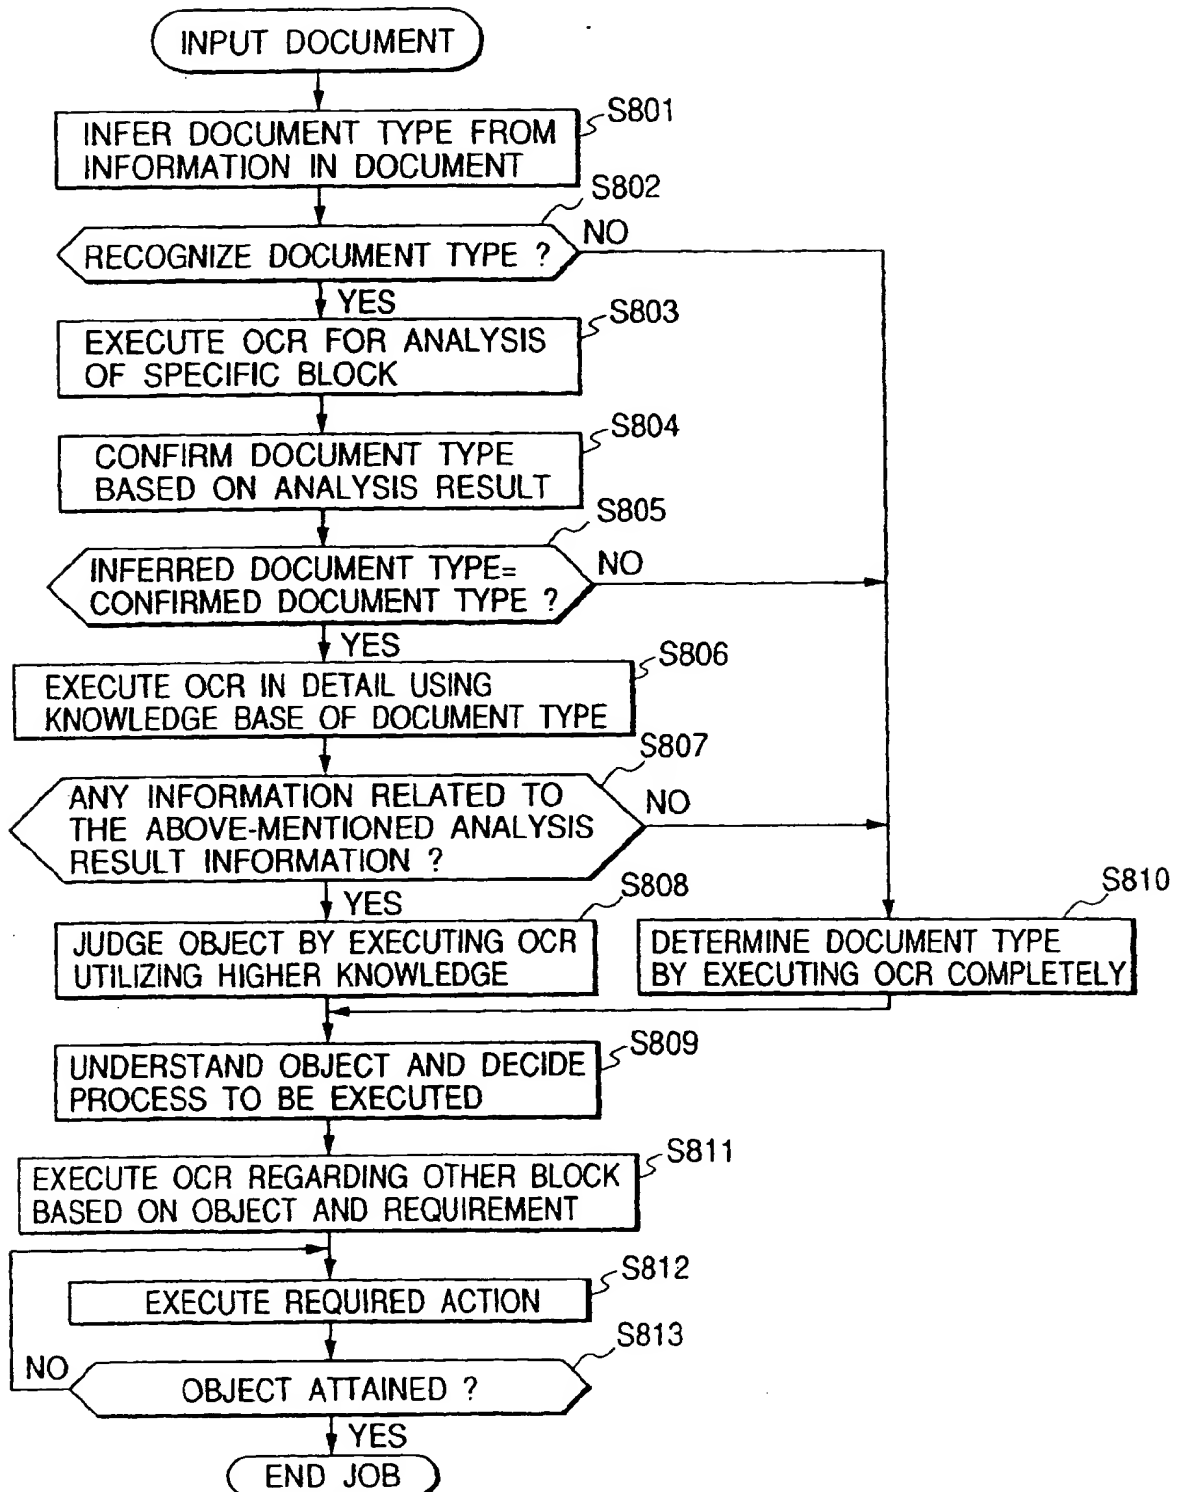 INPUT DOCUMENT
S801
INFER DOCUMENT TYPE FROM
INFORMATION IN DOCUMENT
S802
RECOGNIZE DOCUMENT TYPE ?
NO
YES
S803
EXECUTE OCR FOR ANALYSIS
OF SPECIFIC BLOCK
S804
CONFIRM DOCUMENT TYPE
BASED ON ANALYSIS RESULT
S805
INFERRED DOCUMENT TYPE=
CONFIRMED DOCUMENT TYPE ?
NO
YES
S806
EXECUTE OCR IN DETAIL USING
KNOWLEDGE BASE OF DOCUMENT TYPE
S807
ANY INFORMATION RELATED TO
THE ABOVE-MENTIONED ANALYSIS
RESULT INFORMATION ?
NO
YES
S808
JUDGE OBJECT BY EXECUTING OCR
UTILIZING HIGHER KNOWLEDGE
S810
DETERMINE DOCUMENT TYPE
BY EXECUTING OCR COMPLETELY
S809
UNDERSTAND OBJECT AND DECIDE
PROCESS TO BE EXECUTED
S811
EXECUTE OCR REGARDING OTHER BLOCK
BASED ON OBJECT AND REQUIREMENT
S812
EXECUTE REQUIRED ACTION
S813
NO
OBJECT ATTAINED ?
YES
END JOB